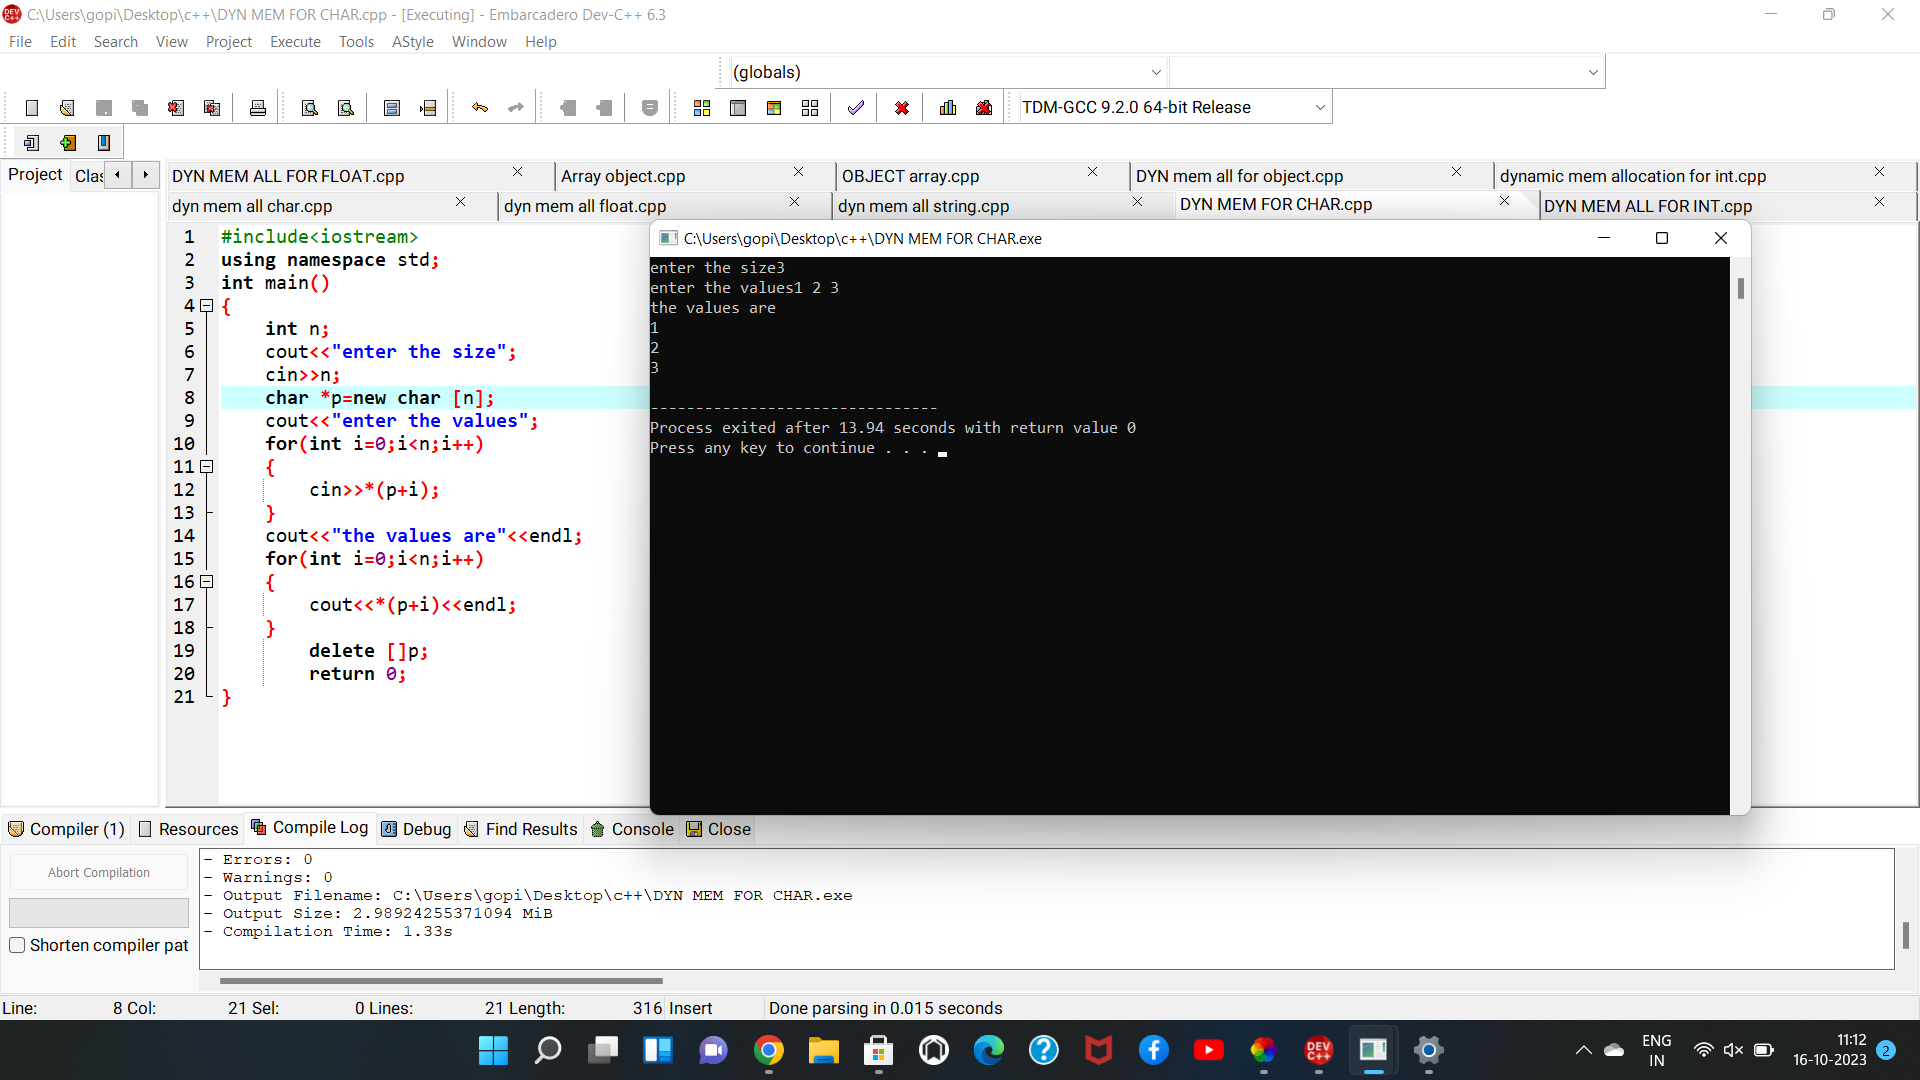 C:\Users\gopi\Desktop\c++\DYN MEM FOR CHAR.cpp - [Executing] - Embarcadero Dev-C++ 6.3
File Edit Search View Project Execute Tools AStyle Window Help
(globals)
TDM-GCC 9.2.0 64-bit Release
Project Clas
DYN MEM ALL FOR FLOAT.cpp Array object.cpp OBJECT array.cpp DYN mem all for object.cpp dynamic mem allocation for int.cpp
dyn mem all char.cpp dyn mem all float.cpp dyn mem all string.cpp DYN MEM FOR CHAR.cpp DYN MEM ALL FOR INT.cpp
1 #include<iostream>
2 using namespace std;
3 int main()
4 {
5 int n;
6 cout<<"enter the size";
7 cin>>n;
8 char *p=new char [n];
9 cout<<"enter the values";
10 for(int i=0;i<n;i++)
11 {
12 cin>>*(p+i);
13 }
14 cout<<"the values are"<<endl;
15 for(int i=0;i<n;i++)
16 {
17 cout<<*(p+i)<<endl;
18 }
19 delete []p;
20 return 0;
21 }
C:\Users\gopi\Desktop\c++\DYN MEM FOR CHAR.exe
enter the size3
enter the values1 2 3
the values are
1
2
3
--------------------------------
Process exited after 13.94 seconds with return value 0
Press any key to continue . . .
Compiler (1) Resources Compile Log Debug Find Results Console Close
Abort Compilation
Shorten compiler pat
- Errors: 0
- Warnings: 0
- Output Filename: C:\Users\gopi\Desktop\c++\DYN MEM FOR CHAR.exe
- Output Size: 2.98924255371094 MiB
- Compilation Time: 1.33s
Line: 8 Col: 21 Sel: 0 Lines: 21 Length: 316 Insert Done parsing in 0.015 seconds
DEV C++
ENG
IN
11:12
16-10-2023
2